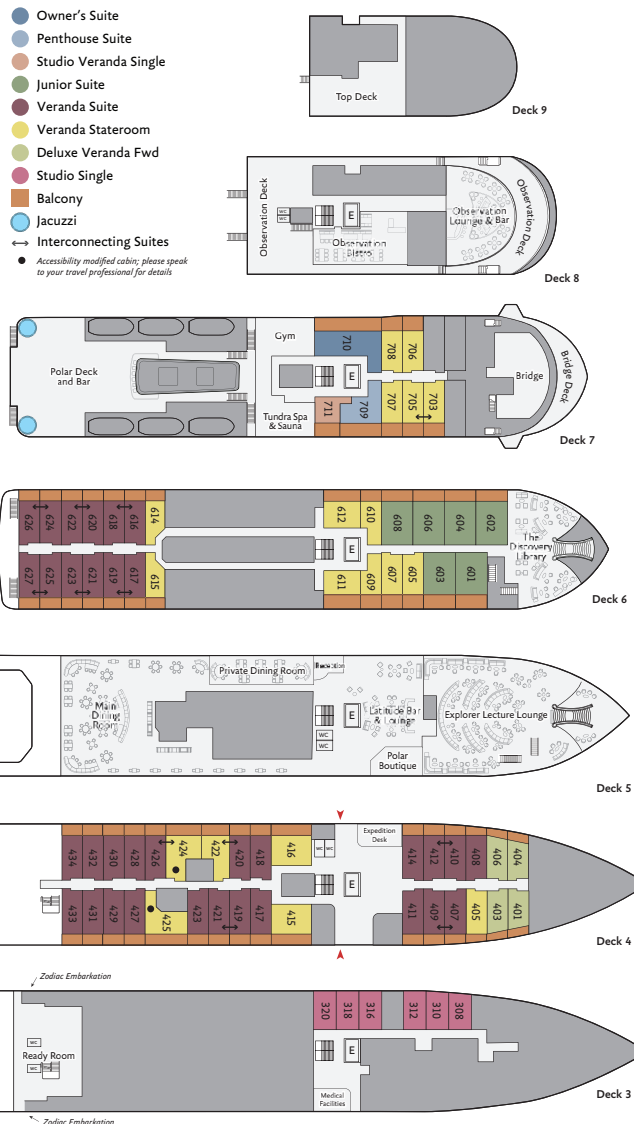 Owner's Suite
Penthouse Suite
Studio Veranda Single
Junior Suite
Veranda Suite
Veranda Stateroom
Deluxe Veranda Fwd
Studio Single
Balcony
Jacuzzi
Interconnecting Suites
Accessibility modified cabin; please speak
to your travel professional for details
Top Deck
Deck 9
Observation Deck
WC
WC
E
Observation
Bistro
Observation
Lounge & Bar
Observation Deck
Deck 8
Polar Deck
and Bar
Gym
Tundra Spa
& Sauna
710
708
706
E
711
709
707
705
703
Bridge
Bridge Deck
Deck 7
626
624
622
620
618
616
614
612
610
608
606
604
602
E
627
625
623
621
619
617
615
611
609
607
605
603
601
The
Discovery
Library
Deck 6
Main
Dining
Room
Private Dining Room
Reception
E
WC
WC
Latitude Bar
& Lounge
Polar
Boutique
Explorer Lecture Lounge
Deck 5
434
432
430
428
426
424
422
420
418
416
WC
WC
Expedition
Desk
414
412
410
408
406
404
E
433
431
429
427
425
423
421
419
417
415
411
409
407
405
403
401
Deck 4
Zodiac Embarkation
WC
Ready Room
WC
320
318
316
312
310
308
E
Medical
Facilities
Deck 3
Zodiac Embarkation